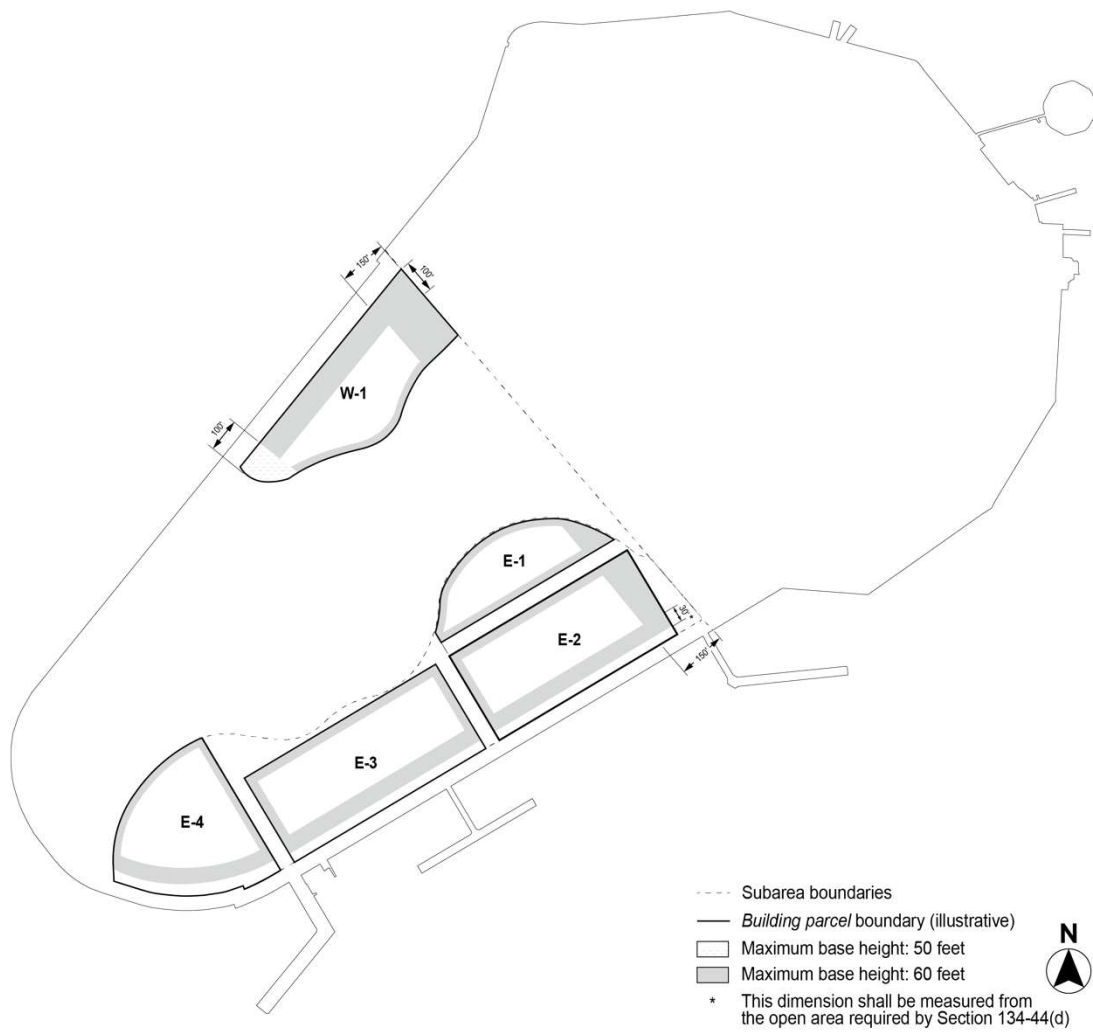 150'
100'
W-1
100'
E-1
30'
*
E-2
150'
E-3
E-4
Subarea boundaries
Building parcel boundary (illustrative)
Maximum base height: 50 feet
Maximum base height: 60 feet
* This dimension shall be measured from
the open area required by Section 134-44(d)
N